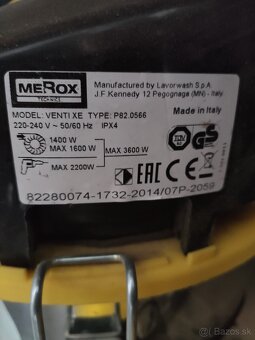 MEROX
TECHNICS
Manufactured by Lavorwash S.p.A.
J.F.Kennedy 12 Pegognaga (MN) - Italy
MODEL: VENTI XE TYPE: P82.0566
Made in Italy
220-240 V ~ 50/60 Hz IPX4
1400 W
MAX 1600 W
MAX 3600 W
MAX 2200W
EAC CE
82280074-1732-2014/07P-2059
bazos.sk